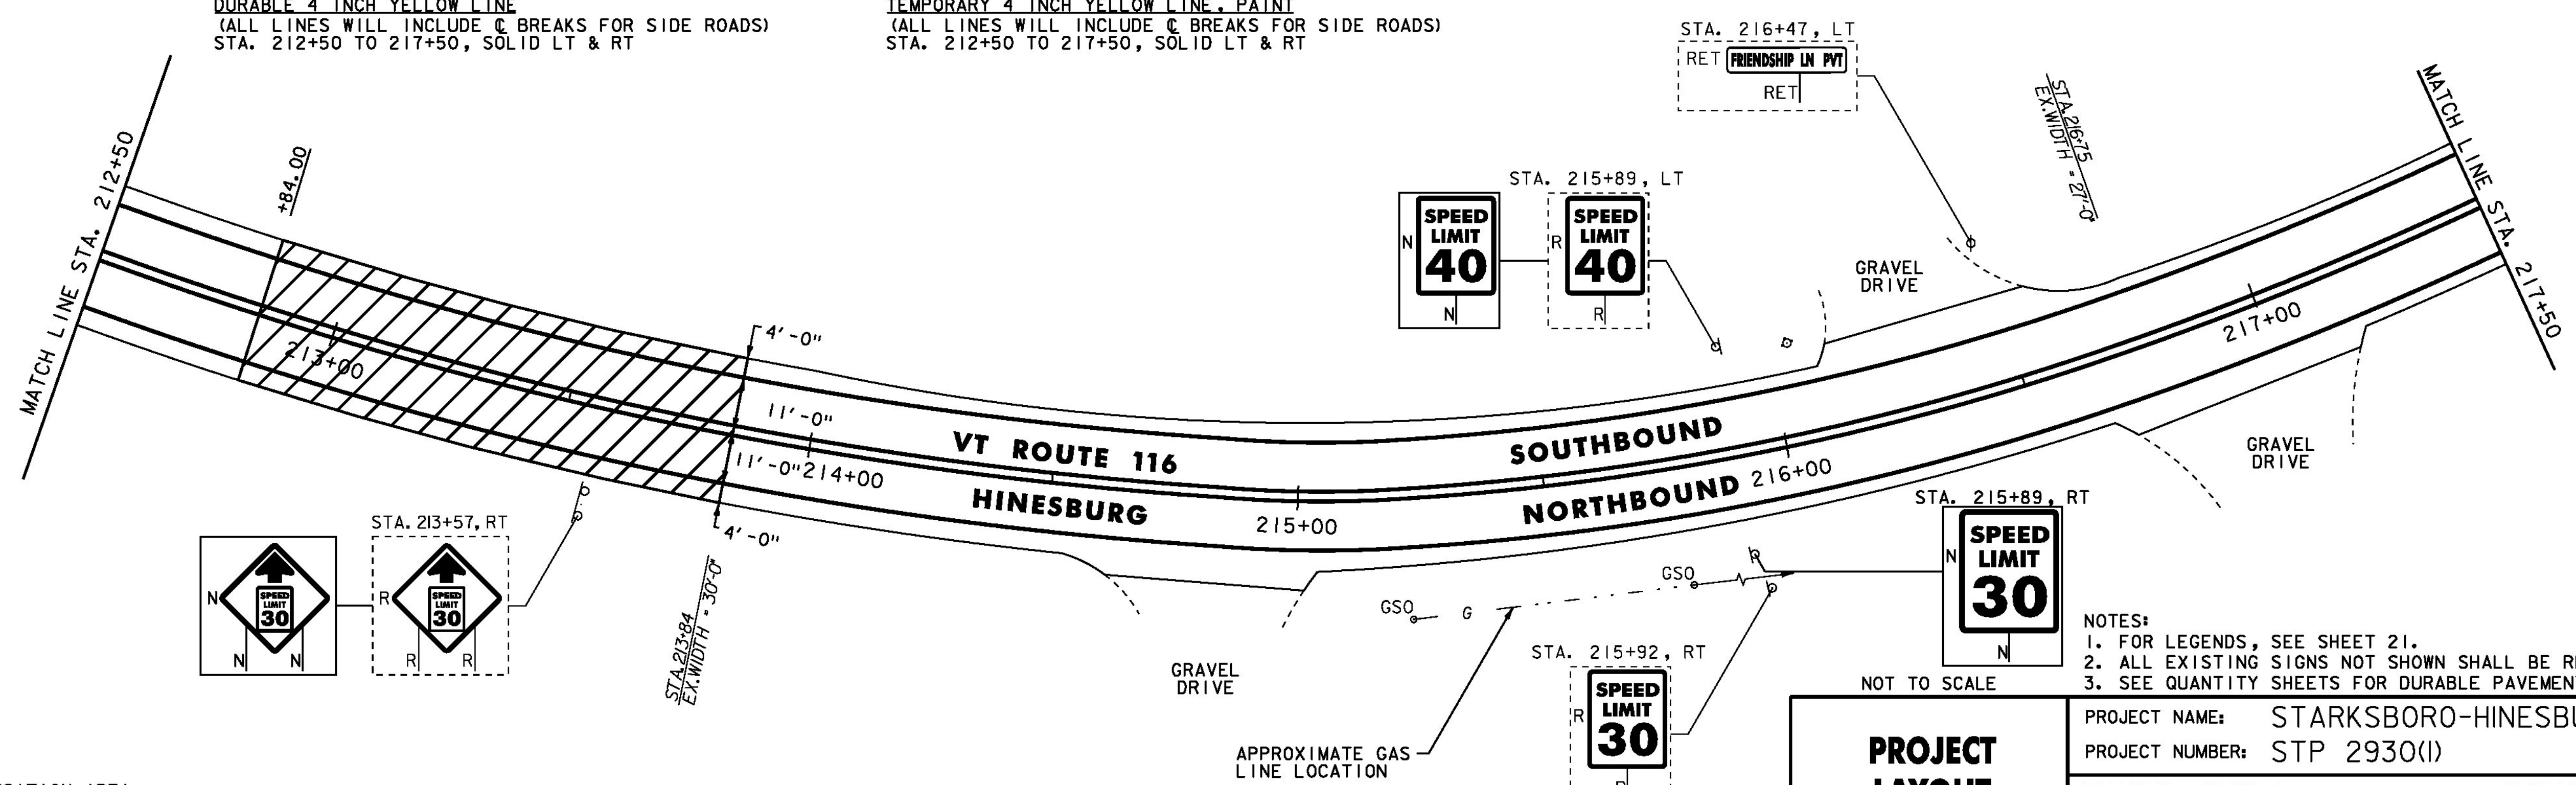 DURABLE 4 INCH YELLOW LINE
(ALL LINES WILL INCLUDE ℄ BREAKS FOR SIDE ROADS)
STA. 212+50 TO 217+50, SOLID LT & RT
TEMPORARY 4 INCH YELLOW LINE, PAINT
(ALL LINES WILL INCLUDE ℄ BREAKS FOR SIDE ROADS)
STA. 212+50 TO 217+50, SOLID LT & RT
STA. 216+47, LT
RET FRIENDSHIP LN PVT
RET
STA. 216+75
EX.WIDTH = 27'-0"
MATCH LINE STA. 217+50
MATCH LINE STA. 212+50
+84.00
STA. 215+89, LT
N SPEED LIMIT 40
N
R SPEED LIMIT 40
R
GRAVEL
DRIVE
213+00
4'-0"
11'-0"
11'-0"
4'-0"
214+00
VT ROUTE 116
HINESBURG
215+00
SOUTHBOUND
NORTHBOUND
216+00
217+00
GRAVEL
DRIVE
STA. 213+57, RT
N SPEED LIMIT 30
N N
R SPEED LIMIT 30
R R
STA. 213+84
EX.WIDTH = 30'-0"
GRAVEL
DRIVE
GSO
G
GSO
APPROXIMATE GAS
LINE LOCATION
STA. 215+89, RT
N SPEED LIMIT 30
N
STA. 215+92, RT
R SPEED LIMIT 30
NOT TO SCALE
NOTES:
1. FOR LEGENDS, SEE SHEET 21.
2. ALL EXISTING SIGNS NOT SHOWN SHALL BE
3. SEE QUANTITY SHEETS FOR DURABLE
PROJECT
LAYOUT
PROJECT NAME: STARKSBORO-
PROJECT NUMBER: STP 2930(1)